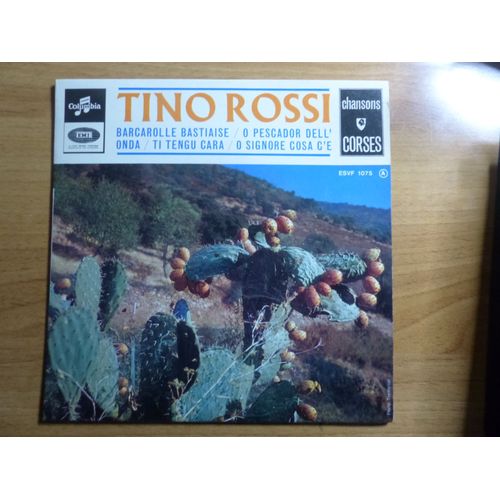 Columbia
EMI
TINO ROSSI
BARCAROLLE BASTIAISE / O PESCADOR DELL'
ONDA / TI TENGU CARA / O SIGNORE COSA C'E
chansons
CORSES
ESVF 1075 A